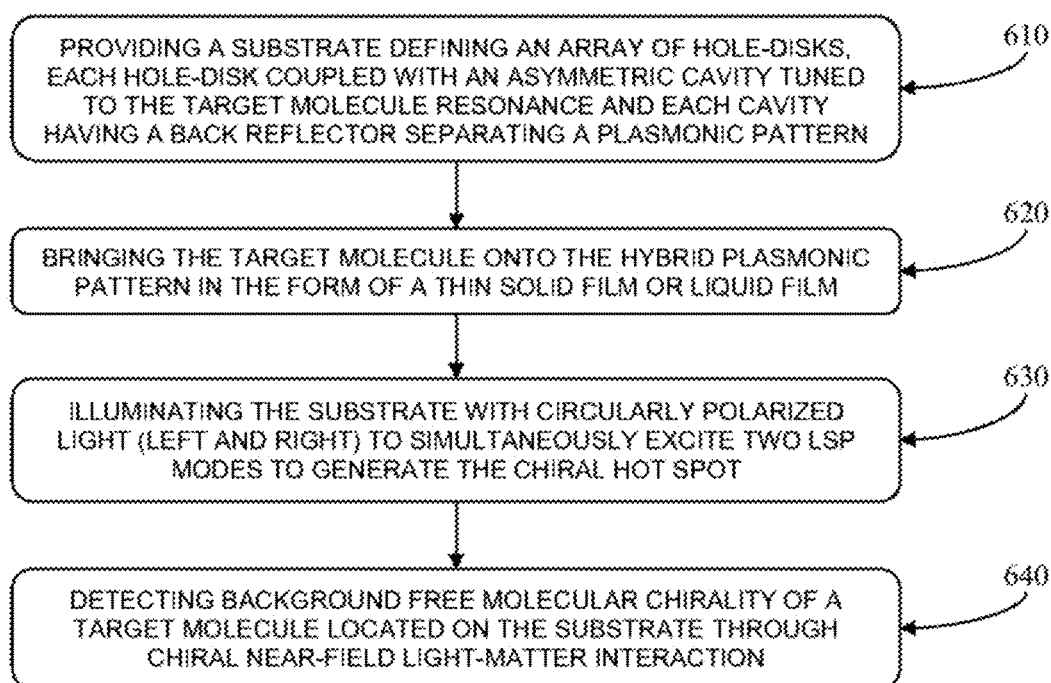 PROVIDING A SUBSTRATE DEFINING AN ARRAY OF HOLE-DISKS,
EACH HOLE-DISK COUPLED WITH AN ASYMMETRIC CAVITY TUNED
TO THE TARGET MOLECULE RESONANCE AND EACH CAVITY
HAVING A BACK REFLECTOR SEPARATING A PLASMONIC PATTERN
610
BRINGING THE TARGET MOLECULE ONTO THE HYBRID PLASMONIC
PATTERN IN THE FORM OF A THIN SOLID FILM OR LIQUID FILM
620
ILLUMINATING THE SUBSTRATE WITH CIRCULARLY POLARIZED
LIGHT (LEFT AND RIGHT) TO SIMULTANEOUSLY EXCITE TWO LSP
MODES TO GENERATE THE CHIRAL HOT SPOT
630
DETECTING BACKGROUND FREE MOLECULAR CHIRALITY OF A
TARGET MOLECULE LOCATED ON THE SUBSTRATE THROUGH
CHIRAL NEAR-FIELD LIGHT-MATTER INTERACTION
640